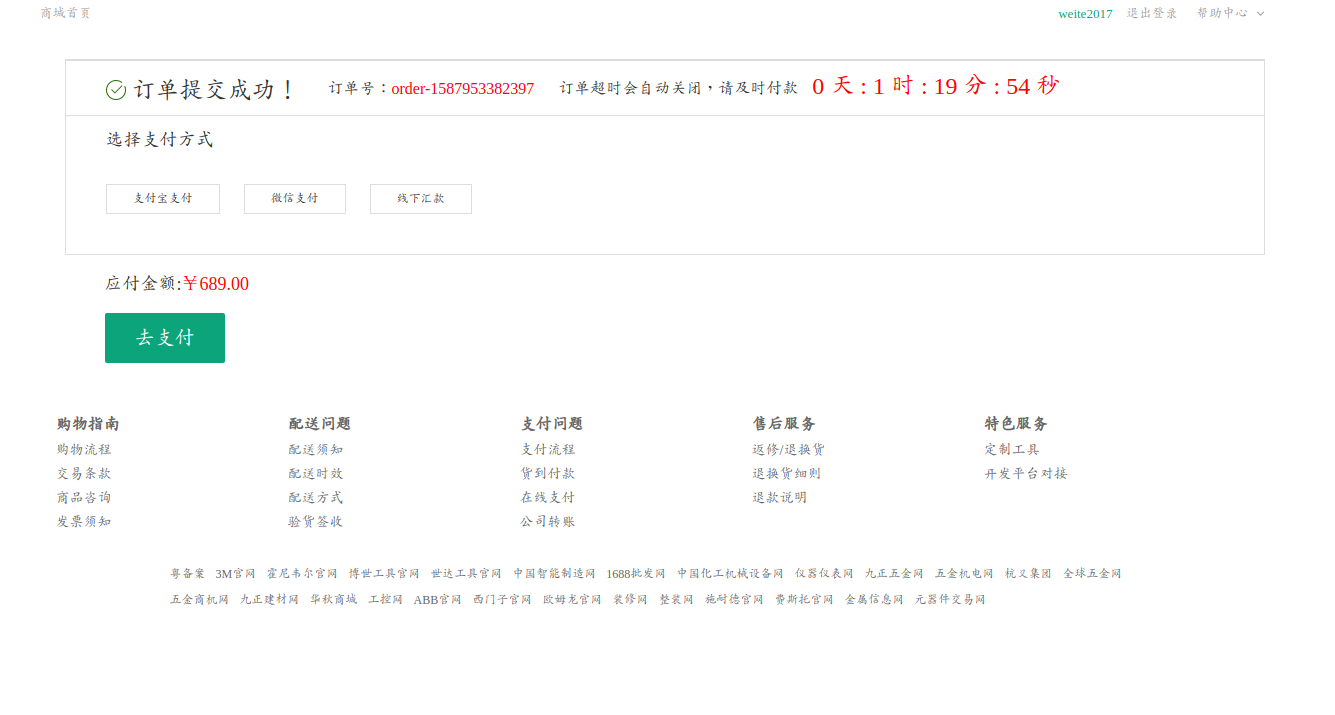 商城首页 weite2017 退出登录 帮助中心
订单提交成功！ 订单号：order-1587953382397 订单超时会自动关闭，请及时付款 0 天 : 1 时 : 19 分 : 54 秒
选择支付方式
支付宝支付 微信支付 线下汇款
应付金额:￥689.00
去支付
购物指南 配送问题 支付问题 售后服务 特色服务
购物流程 配送须知 支付流程 返修/退换货 定制工具
交易条款 配送时效 货到付款 退换货细则 开发平台对接
商品咨询 配送方式 在线支付 退款说明
发票须知 验货签收 公司转账
粤备案 3M官网 霍尼韦尔官网 博世工具官网 世达工具官网 中国智能制造网 1688批发网 中国化工机械设备网 仪器仪表网 九正五金网 五金机电网 杭义集团 全球五金网
五金商机网 九正建材网 华秋商城 工控网 ABB官网 西门子官网 欧姆龙官网 装修网 整装网 施耐德官网 费斯托官网 金属信息网 元器件交易网